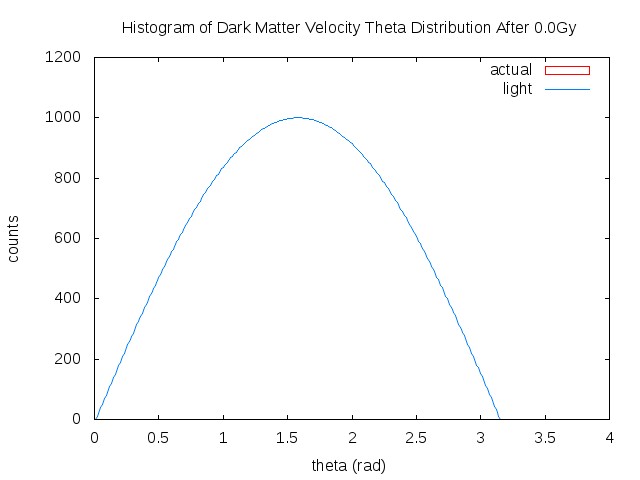 Histogram of Dark Matter Velocity Theta Distribution After 0.0Gy
1200
1000
800
600
400
200
0
counts
actual
light
0 0.5 1 1.5 2 2.5 3 3.5 4
theta (rad)